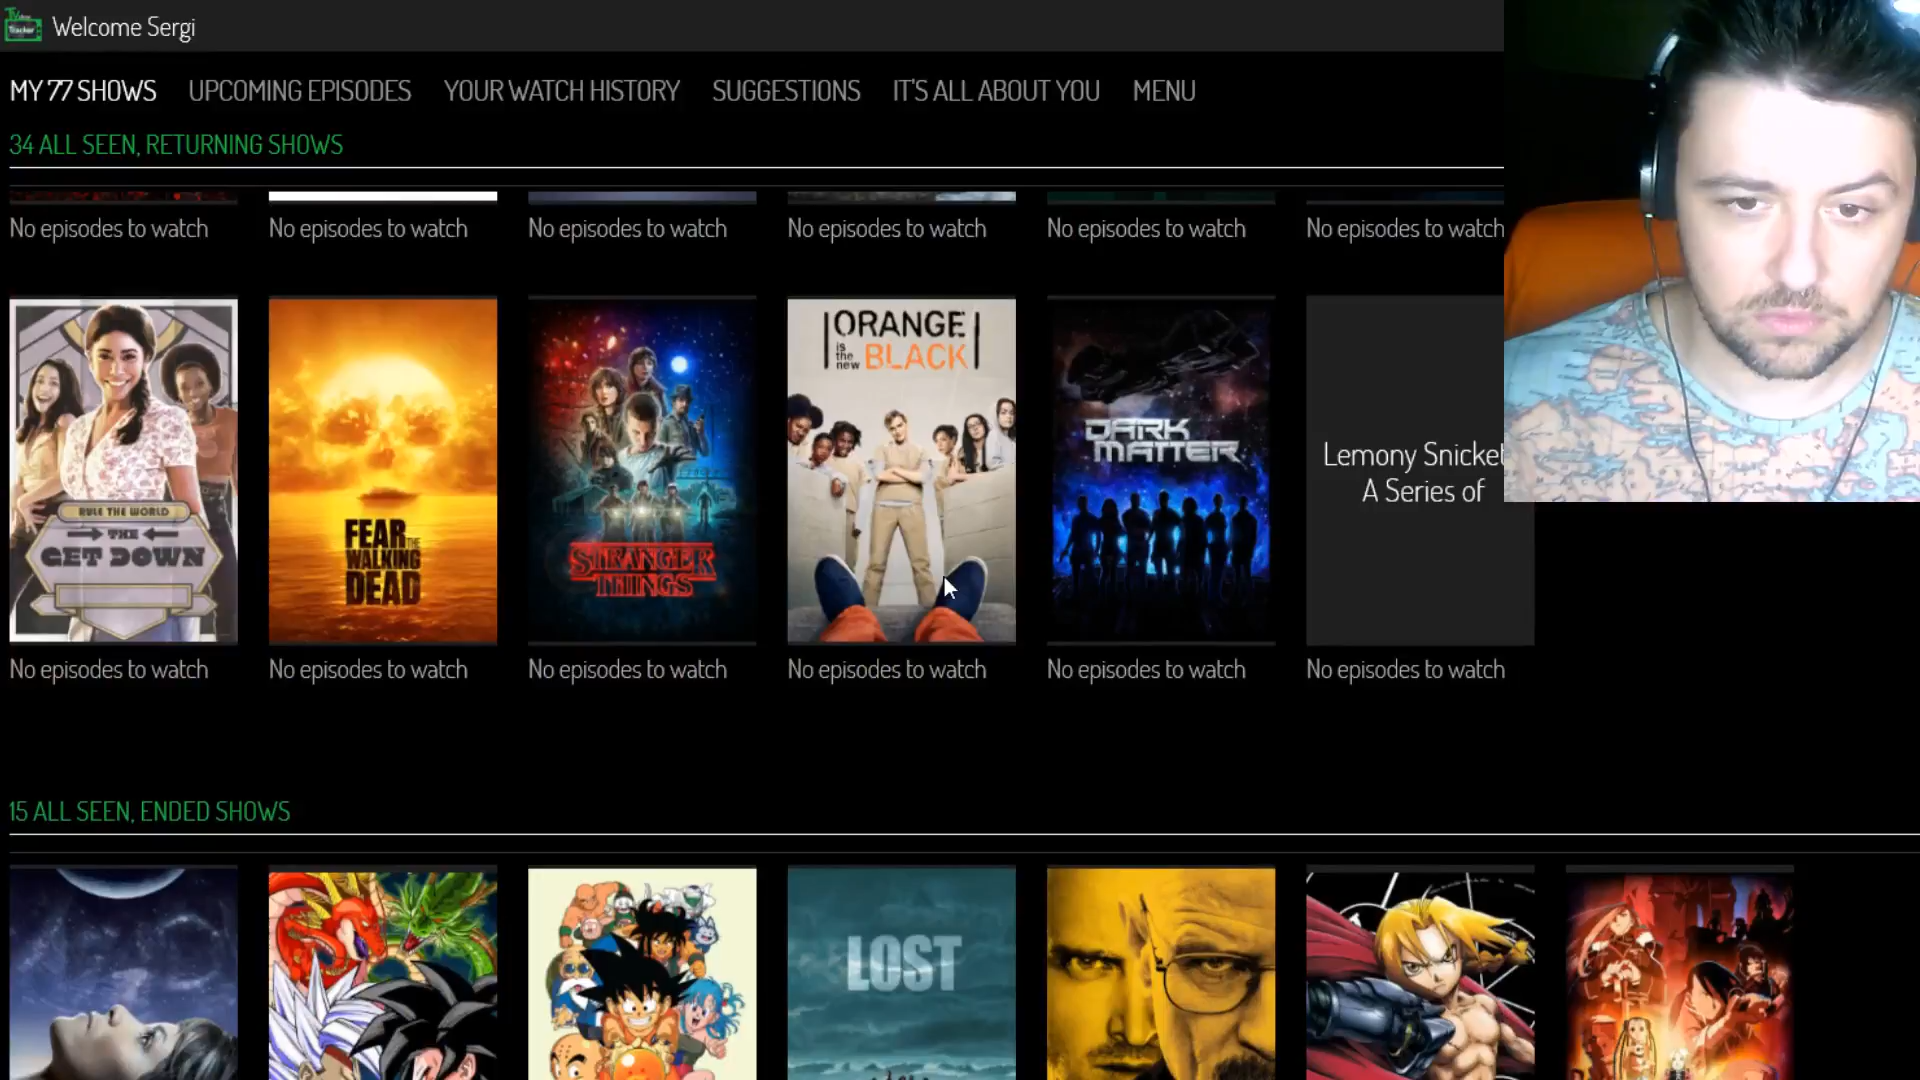 Welcome Sergi
MY 77 SHOWS UPCOMING EPISODES YOUR WATCH HISTORY SUGGESTIONS IT'S ALL ABOUT YOU MENU
34 ALL SEEN, RETURNING SHOWS
No episodes to watch No episodes to watch No episodes to watch No episodes to watch No episodes to watch No episodes to watch
RULE THE WORLD
THE
GET DOWN
FEAR THE
WALKING
DEAD
STRANGER
THINGS
ORANGE
is the new BLACK
DARK
MATTER
Lemony Snicket
A Series of
No episodes to watch No episodes to watch No episodes to watch No episodes to watch No episodes to watch No episodes to watch
15 ALL SEEN, ENDED SHOWS
LOST